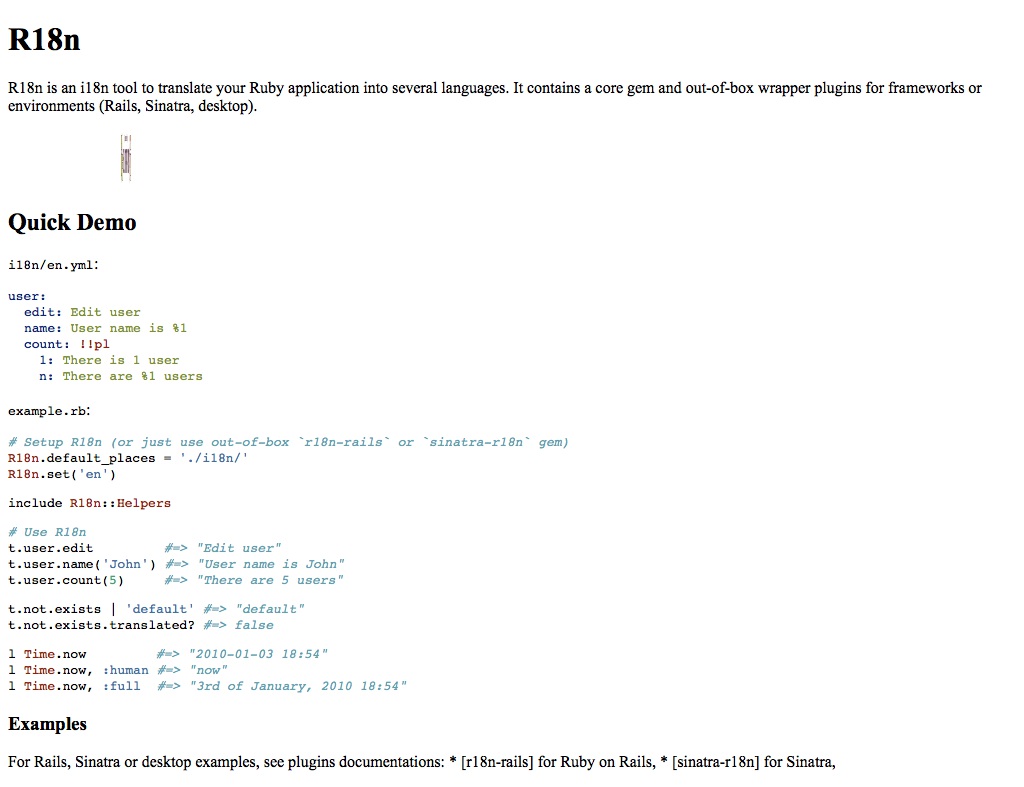 R18n
R18n is an i18n tool to translate your Ruby application into several languages. It contains a core gem and out-of-box wrapper plugins for frameworks or
environments (Rails, Sinatra, desktop).
Quick Demo
i18n/en.yml:
user:
  edit: Edit user
  name: User name is %1
  count: !!pl
    1: There is 1 user
    n: There are %1 users
example.rb:
# Setup R18n (or just use out-of-box `r18n-rails` or `sinatra-r18n` gem)
R18n.default_places = './i18n/'
R18n.set('en')
include R18n::Helpers
# Use R18n
t.user.edit         #=> "Edit user"
t.user.name('John') #=> "User name is John"
t.user.count(5)     #=> "There are 5 users"
t.not.exists | 'default' #=> "default"
t.not.exists.translated? #=> false
l Time.now         #=> "2010-01-03 18:54"
l Time.now, :human #=> "now"
l Time.now, :full  #=> "3rd of January, 2010 18:54"
Examples
For Rails, Sinatra or desktop examples, see plugins documentations: * [r18n-rails] for Ruby on Rails, * [sinatra-r18n] for Sinatra,